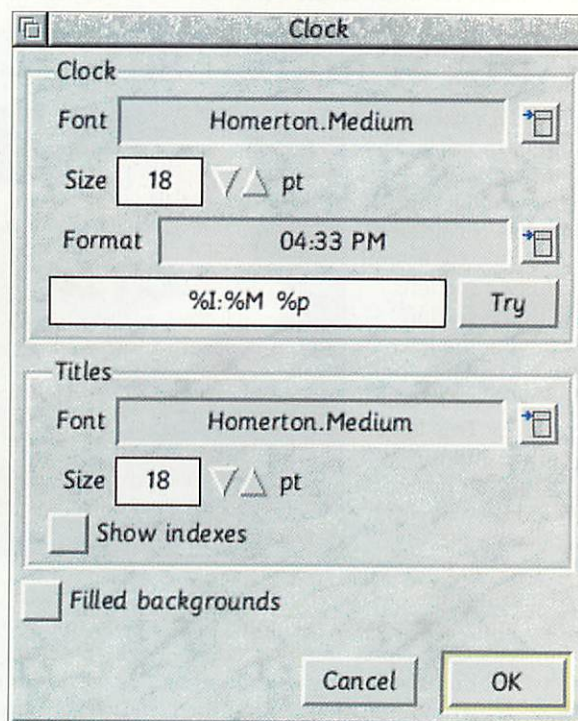 Clock
Clock
Font Homerton.Medium
Size 18 pt
Format 04:33 PM
%I:%M %p Try
Titles
Font Homerton.Medium
Size 18 pt
Show indexes
Filled backgrounds
Cancel OK